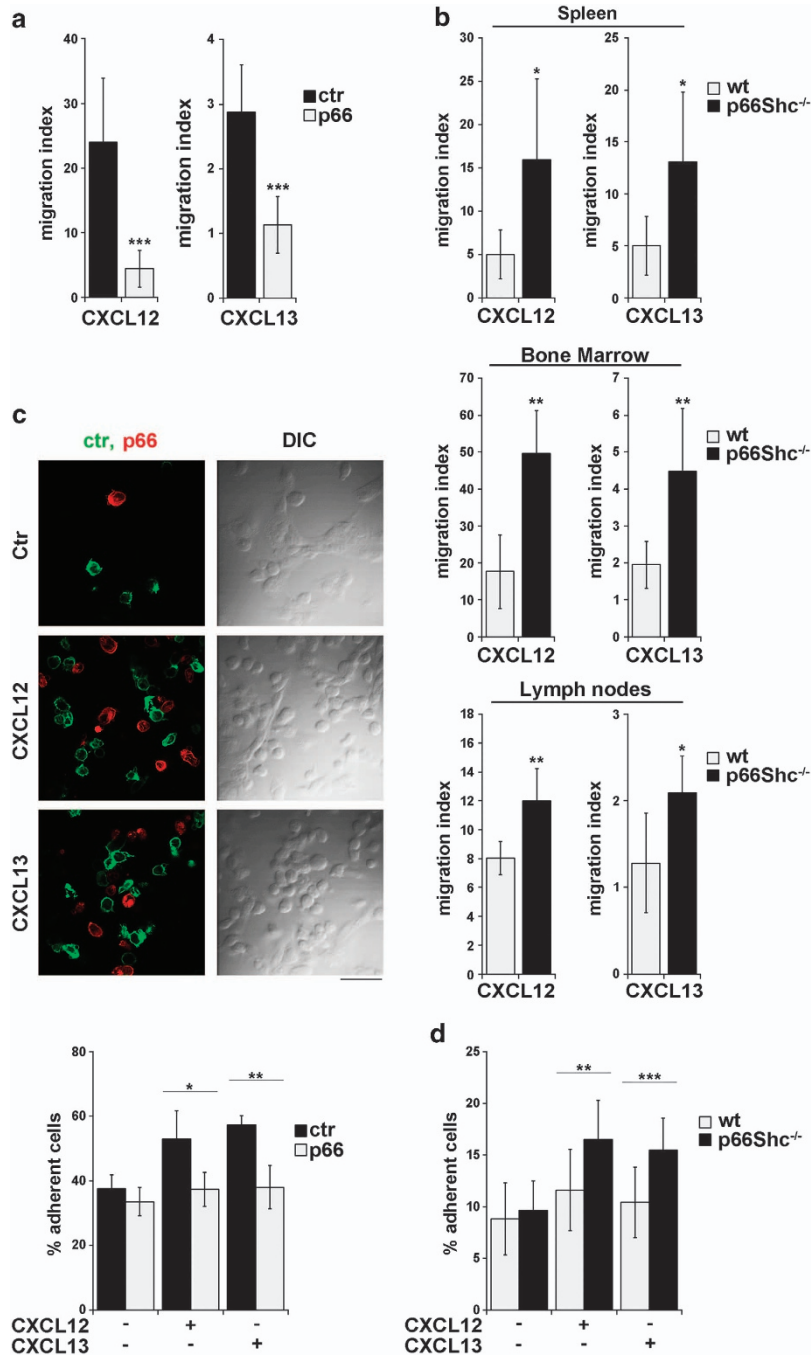 a
migration index
40
30
20
10
0
***
CXCL12
migration index
4
3
2
1
0
***
CXCL13
ctr
p66
b
Spleen
migration index
30
25
20
15
10
5
0
*
CXCL12
migration index
25
20
15
10
5
0
*
CXCL13
wt
p66Shc-/-
Bone Marrow
migration index
70
60
50
40
30
20
10
0
**
CXCL12
migration index
7
6
5
4
3
2
1
0
**
CXCL13
wt
p66Shc-/-
Lymph nodes
migration index
18
16
14
12
10
8
6
4
2
0
**
CXCL12
migration index
3
2
1
0
*
CXCL13
wt
p66Shc-/-
c
ctr, p66
DIC
Ctr
CXCL12
CXCL13
% adherent cells
80
60
40
20
0
*
**
ctr
p66
CXCL12 - + -
CXCL13 - - +
d
% adherent cells
25
20
15
10
5
0
**
***
wt
p66Shc-/-
CXCL12 - + -
CXCL13 - - +